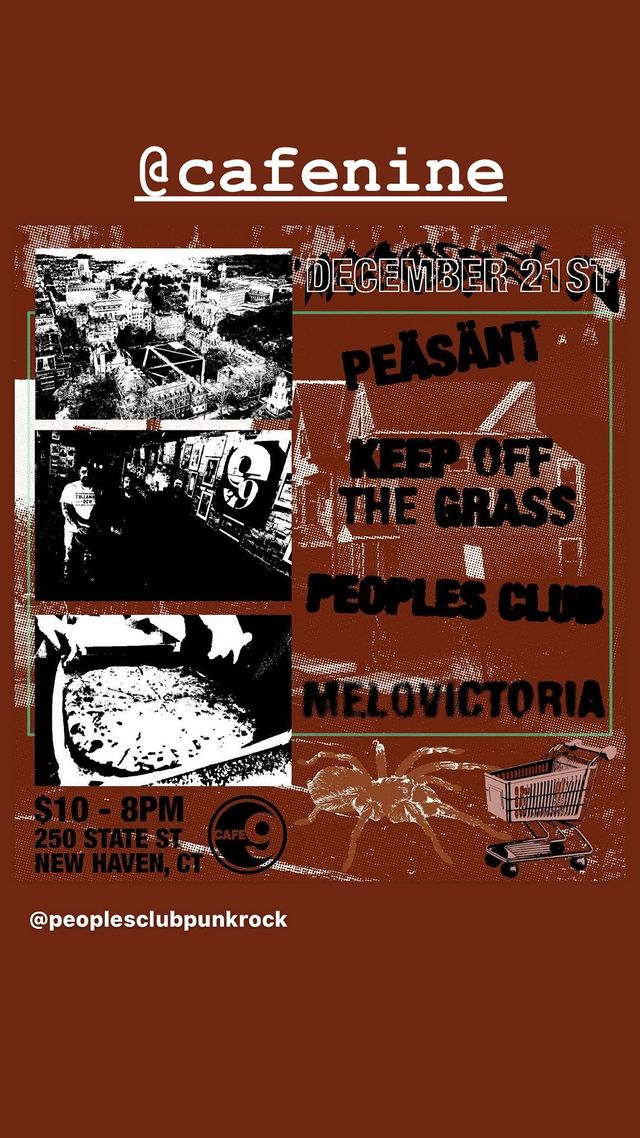 @cafenine
DECEMBER 21ST
PEÄSÄNT
KEEP OFF
THE GRASS
PEOPLES CLUB
MELOVICTORIA
$10 - 8PM
250 STATE ST
NEW HAVEN, CT
CAFE 9
@peoplesclubpunkrock